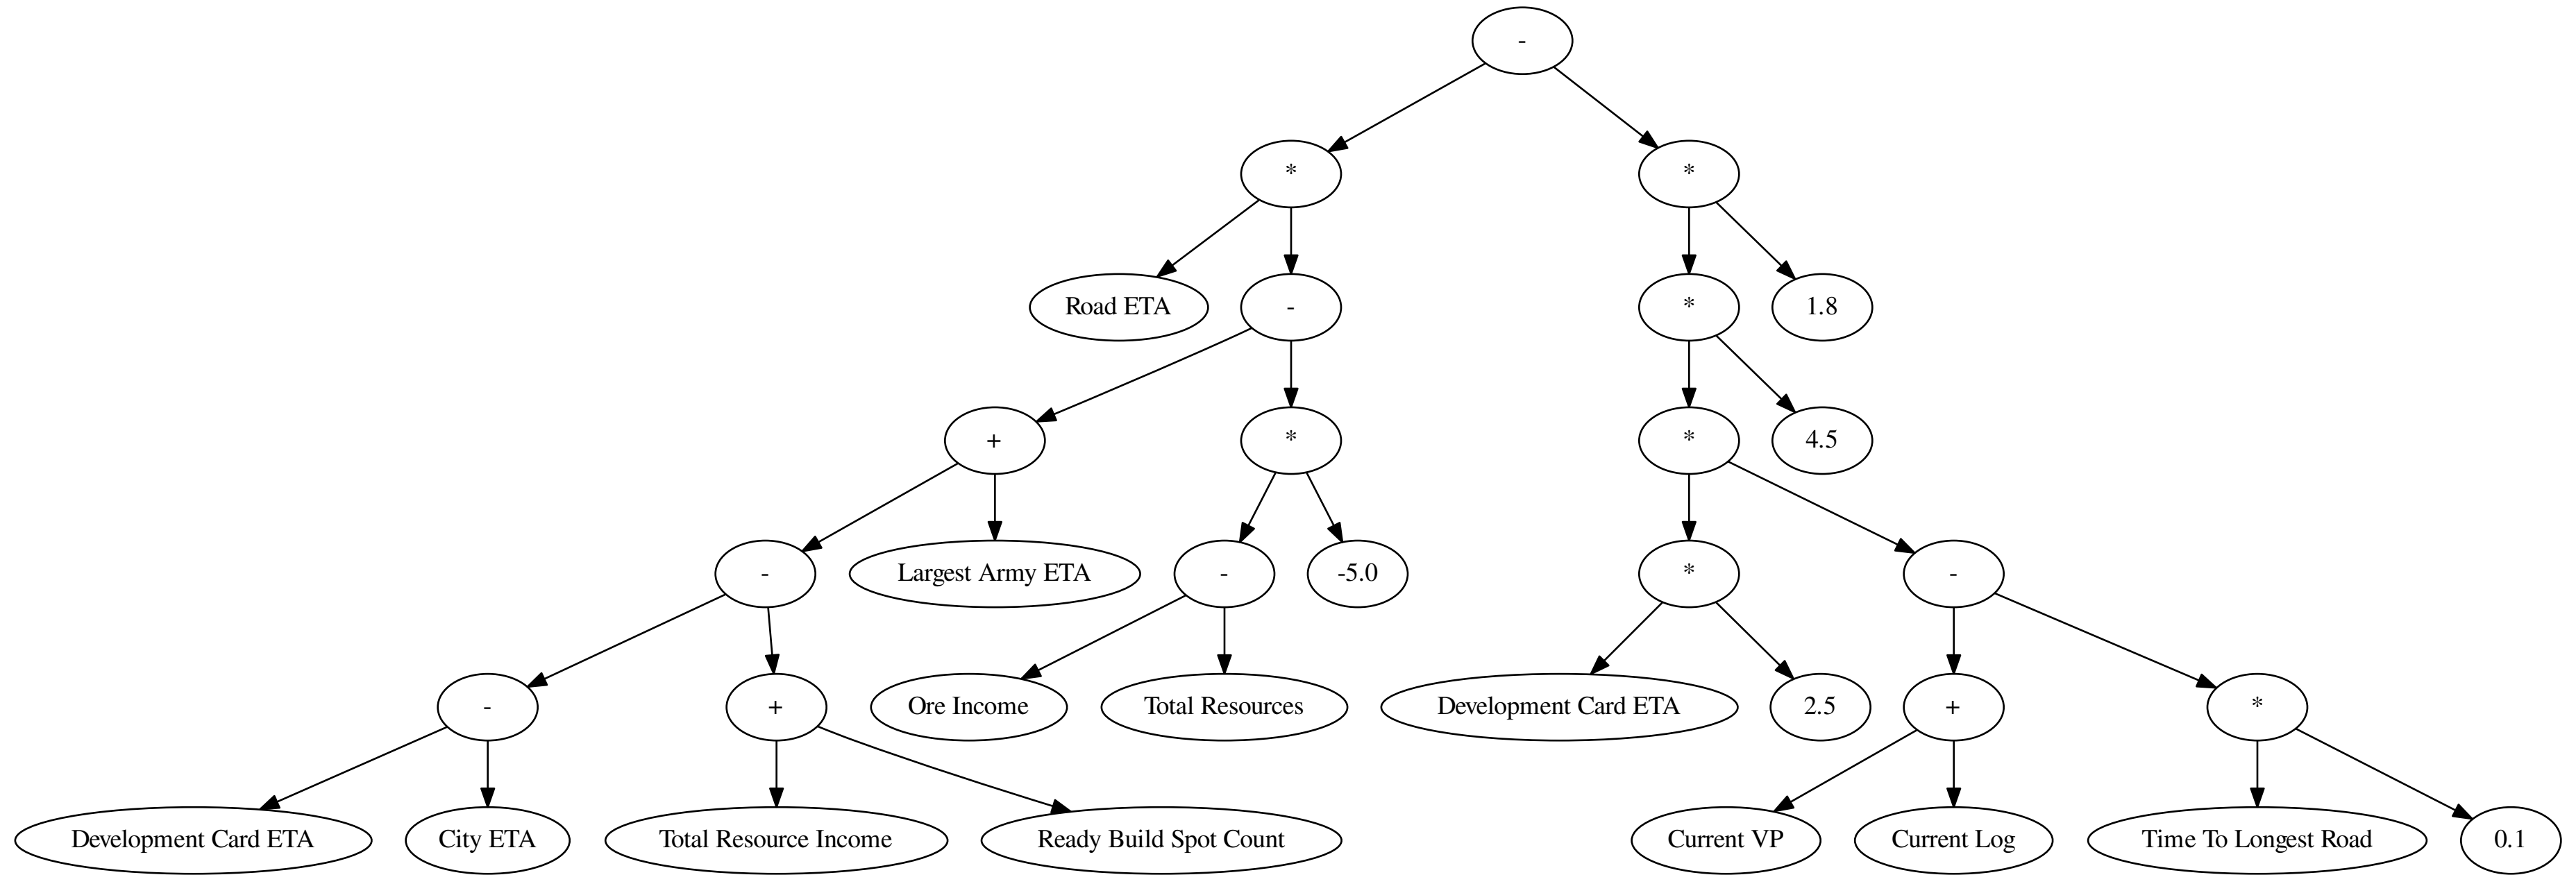 -
*
*
Road ETA
-
*
1.8
+
*
*
4.5
-
Largest Army ETA
-
-5.0
*
-
-
+
Ore Income
Total Resources
Development Card ETA
2.5
+
*
Development Card ETA
City ETA
Total Resource Income
Ready Build Spot Count
Current VP
Current Log
Time To Longest Road
0.1